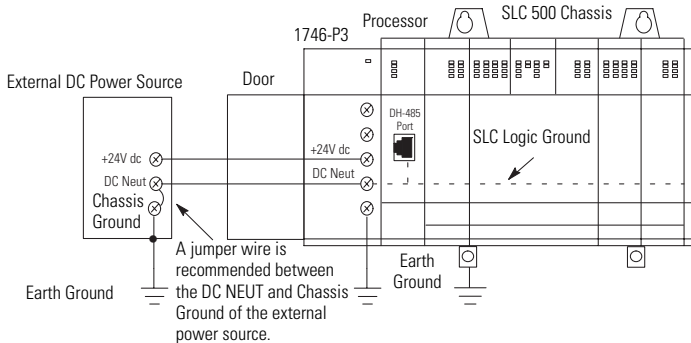 SLC 500 Chassis
Processor
1746-P3
External DC Power Source
Door
DH-485
Port
SLC Logic Ground
+24V dc
+24V dc
DC Neut
DC Neut
Chassis
Ground
A jumper wire is
recommended between
the DC NEUT and Chassis
Ground of the external
power source.
Earth Ground
Earth
Ground